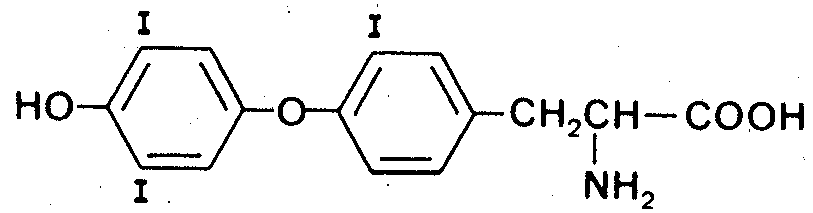 I I
HO O CH₂CH COOH
I NH₂